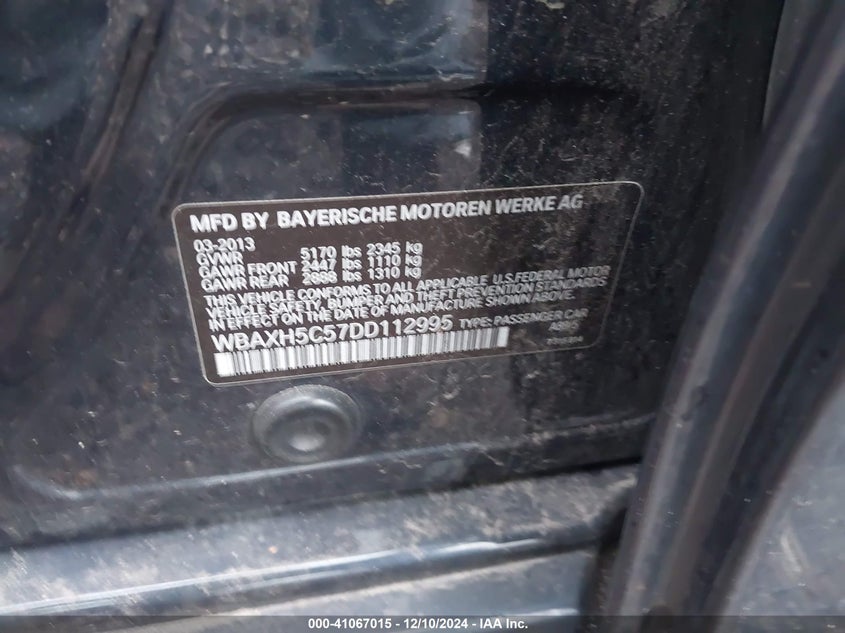 MFD BY BAYERISCHE MOTOREN WERKE AG
03-2013
GVWR 5170 lbs 2345 kg
GAWR FRONT 2447 lbs 1110 kg
GAWR REAR 2888 lbs 1310 kg
THIS VEHICLE CONFORMS TO ALL APPLICABLE U.S. FEDERAL MOTOR
VEHICLE SAFETY, BUMPER AND THEFT PREVENTION STANDARDS
IN EFFECT ON THE DATE OF MANUFACTURE SHOWN ABOVE.
WBAXH5C57DD112995 TYPE: PASSENGER CAR
000-41067015 - 12/10/2024 - IAA Inc.